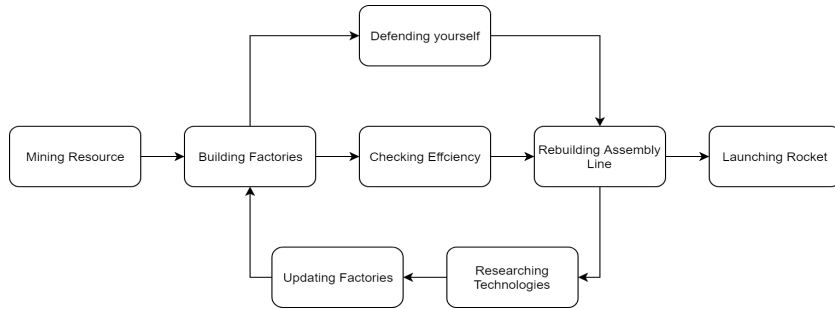 Defending yourself
Mining Resource
Building Factories
Checking Effciency
Rebuilding Assembly
Line
Launching Rocket
Updating Factories
Researching
Technologies